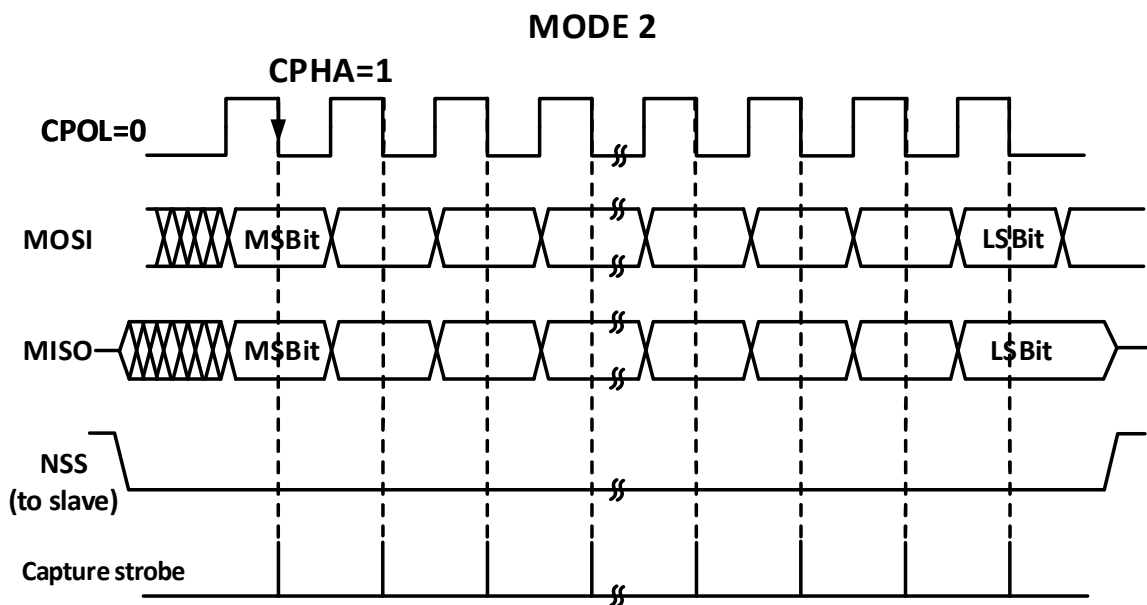 MODE 2
CPHA=1
CPOL=0
MOSI
MSBit
LSBit
MISO
MSBit
LSBit
NSS
(to slave)
Capture strobe